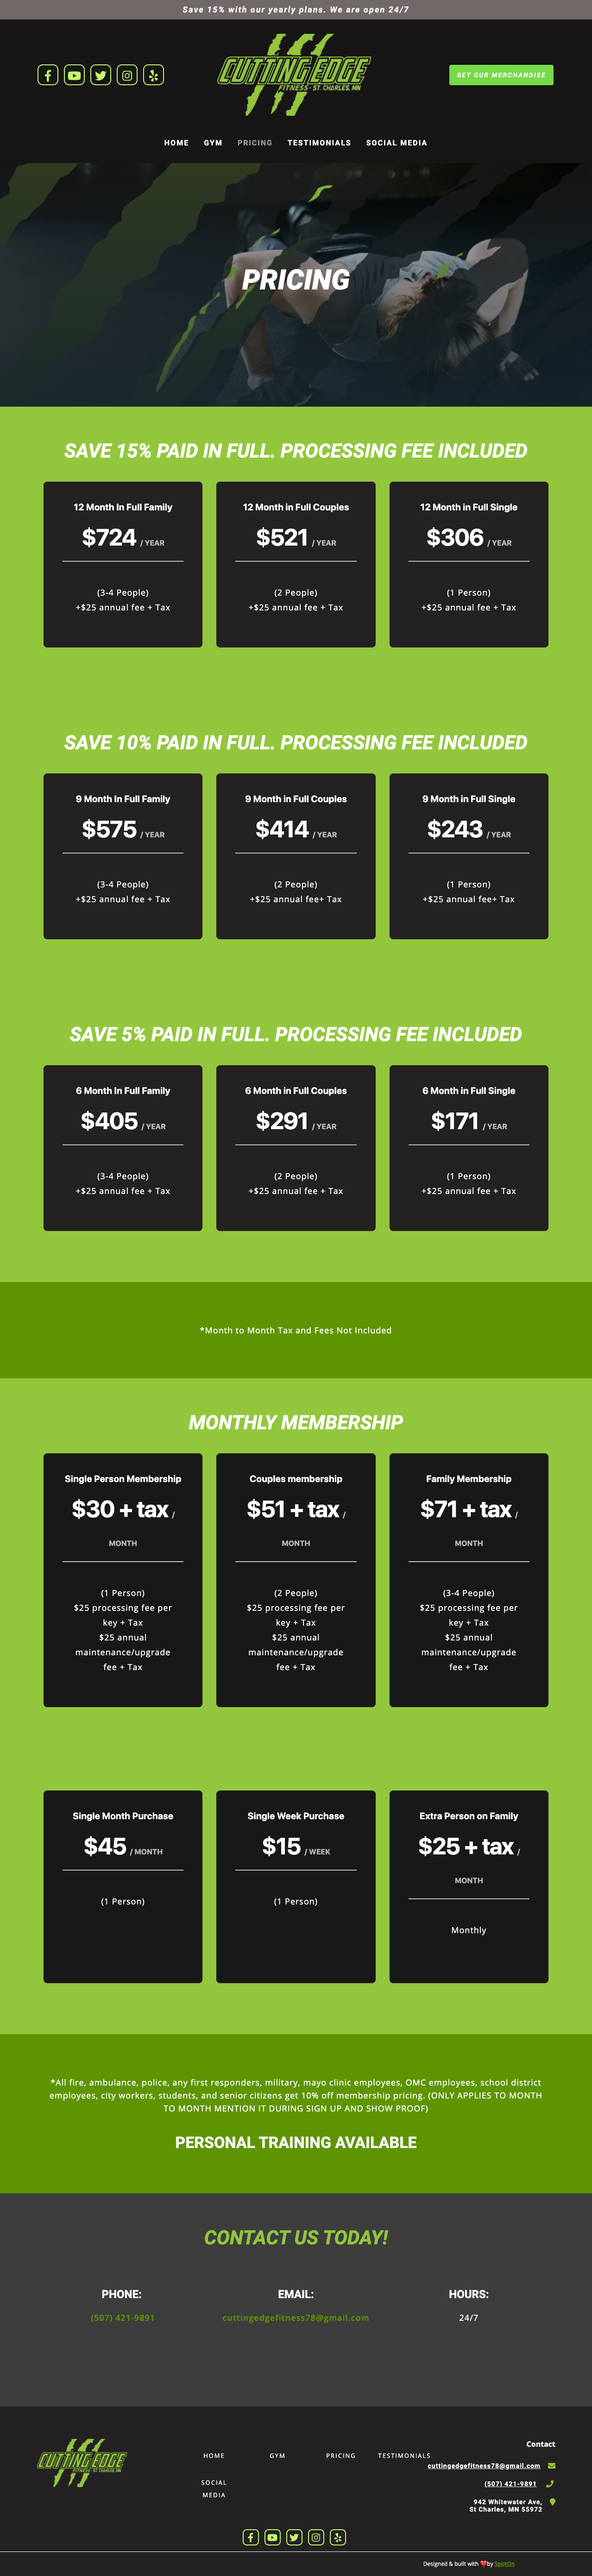 Save 15% with our yearly plans. We are open 24/7
CUTTING EDGE
FITNESS - ST. CHARLES, MN
GET OUR MERCHANDISE
HOME GYM PRICING TESTIMONIALS SOCIAL MEDIA
PRICING
SAVE 15% PAID IN FULL. PROCESSING FEE INCLUDED
12 Month In Full Family
$724 / YEAR
(3-4 People)
+$25 annual fee + Tax
12 Month in Full Couples
$521 / YEAR
(2 People)
+$25 annual fee + Tax
12 Month in Full Single
$306 / YEAR
(1 Person)
+$25 annual fee + Tax
SAVE 10% PAID IN FULL. PROCESSING FEE INCLUDED
9 Month In Full Family
$575 / YEAR
(3-4 People)
+$25 annual fee + Tax
9 Month in Full Couples
$414 / YEAR
(2 People)
+$25 annual fee+ Tax
9 Month in Full Single
$243 / YEAR
(1 Person)
+$25 annual fee+ Tax
SAVE 5% PAID IN FULL. PROCESSING FEE INCLUDED
6 Month In Full Family
$405 / YEAR
(3-4 People)
+$25 annual fee + Tax
6 Month in Full Couples
$291 / YEAR
(2 People)
+$25 annual fee + Tax
6 Month in Full Single
$171 / YEAR
(1 Person)
+$25 annual fee + Tax
*Month to Month Tax and Fees Not Included
MONTHLY MEMBERSHIP
Single Person Membership
$30 + tax /
MONTH
(1 Person)
$25 processing fee per
key + Tax
$25 annual
maintenance/upgrade
fee + Tax
Couples membership
$51 + tax /
MONTH
(2 People)
$25 processing fee per
key + Tax
$25 annual
maintenance/upgrade
fee + Tax
Family Membership
$71 + tax /
MONTH
(3-4 People)
$25 processing fee per
key + Tax
$25 annual
maintenance/upgrade
fee + Tax
Single Month Purchase
$45 / MONTH
(1 Person)
Single Week Purchase
$15 / WEEK
(1 Person)
Extra Person on Family
$25 + tax /
MONTH
Monthly
*All fire, ambulance, police, any first responders, military, mayo clinic employees, OMC employees, school district
employees, city workers, students, and senior citizens get 10% off membership pricing. (ONLY APPLIES TO MONTH
TO MONTH MENTION IT DURING SIGN UP AND SHOW PROOF)
PERSONAL TRAINING AVAILABLE
CONTACT US TODAY!
PHONE:
(507) 421-9891
EMAIL:
cuttingedgefitness78@gmail.com
HOURS:
24/7
CUTTING EDGE
FITNESS - ST. CHARLES, MN
HOME GYM PRICING TESTIMONIALS
SOCIAL
MEDIA
Contact
cuttingedgefitness78@gmail.com
(507) 421-9891
942 Whitewater Ave,
St Charles, MN 55972
Designed & built with ❤️by SpotOn